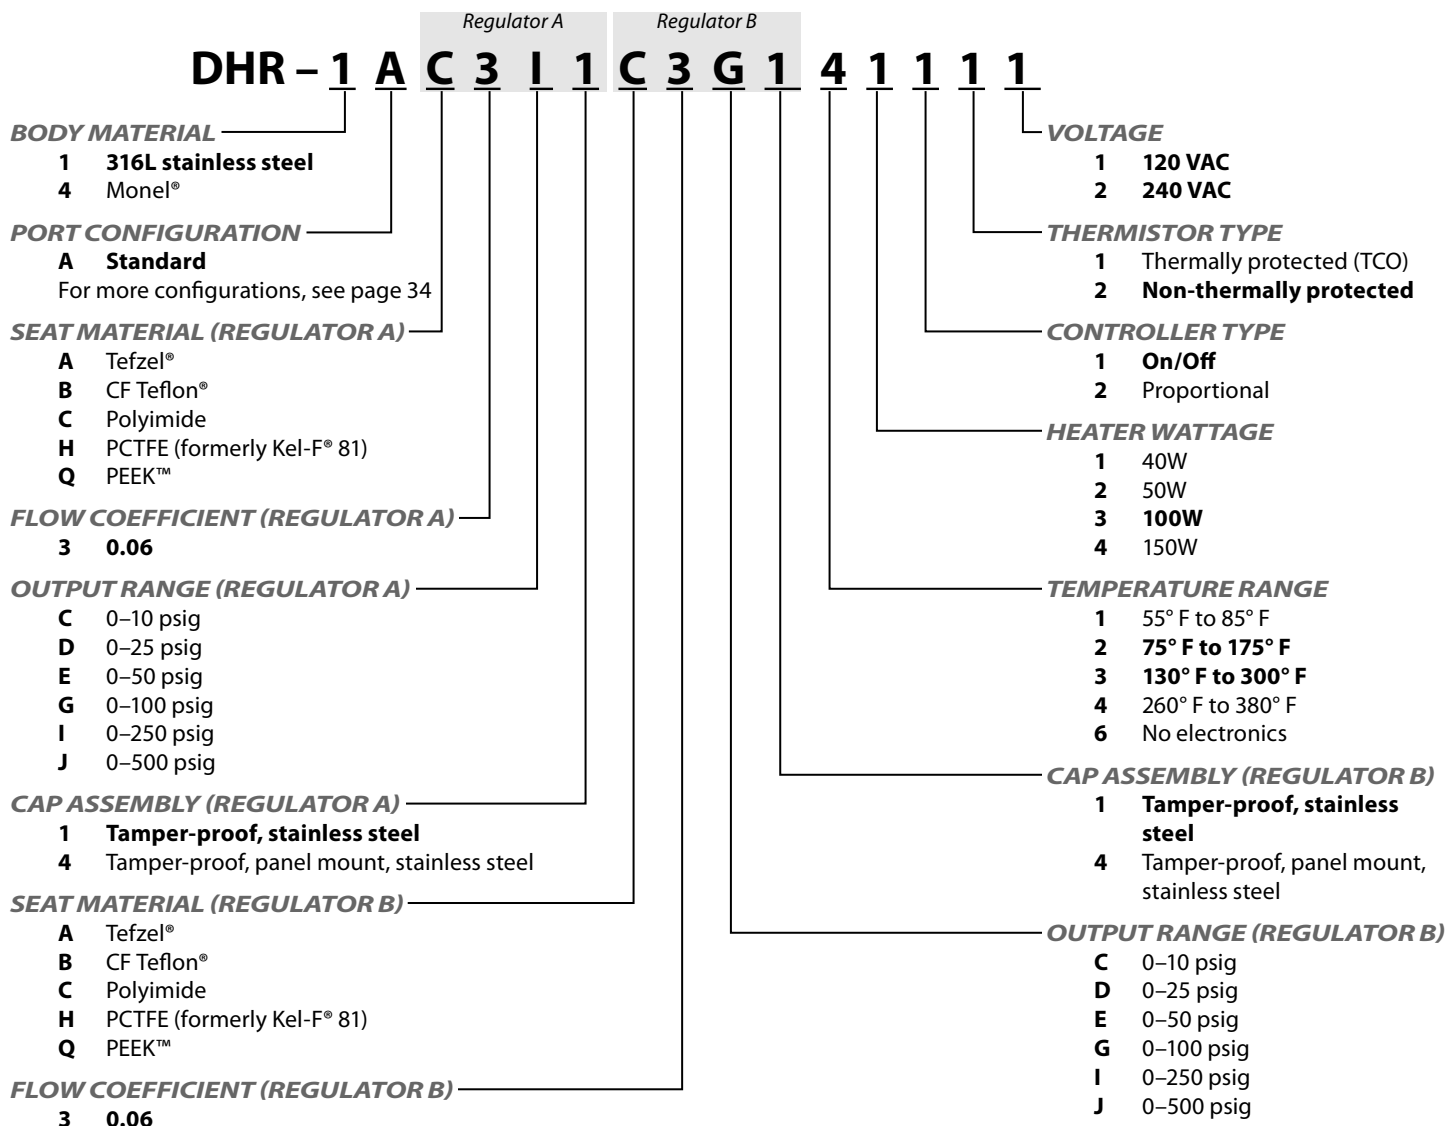 Regulator A
Regulator B
DHR – 1 A C 3 I 1 C 3 G 1 4 1 1 1 1
BODY MATERIAL
1 316L stainless steel
4 Monel®
PORT CONFIGURATION
A Standard
For more configurations, see page 34
SEAT MATERIAL (REGULATOR A)
A Tefzel®
B CF Teflon®
C Polyimide
H PCTFE (formerly Kel-F® 81)
Q PEEK™
FLOW COEFFICIENT (REGULATOR A)
3 0.06
OUTPUT RANGE (REGULATOR A)
C 0–10 psig
D 0–25 psig
E 0–50 psig
G 0–100 psig
I 0–250 psig
J 0–500 psig
CAP ASSEMBLY (REGULATOR A)
1 Tamper-proof, stainless steel
4 Tamper-proof, panel mount, stainless steel
SEAT MATERIAL (REGULATOR B)
A Tefzel®
B CF Teflon®
C Polyimide
H PCTFE (formerly Kel-F® 81)
Q PEEK™
FLOW COEFFICIENT (REGULATOR B)
3 0.06
VOLTAGE
1 120 VAC
2 240 VAC
THERMISTOR TYPE
1 Thermally protected (TCO)
2 Non-thermally protected
CONTROLLER TYPE
1 On/Off
2 Proportional
HEATER WATTAGE
1 40W
2 50W
3 100W
4 150W
TEMPERATURE RANGE
1 55° F to 85° F
2 75° F to 175° F
3 130° F to 300° F
4 260° F to 380° F
6 No electronics
CAP ASSEMBLY (REGULATOR B)
1 Tamper-proof, stainless
steel
4 Tamper-proof, panel mount,
stainless steel
OUTPUT RANGE (REGULATOR B)
C 0–10 psig
D 0–25 psig
E 0–50 psig
G 0–100 psig
I 0–250 psig
J 0–500 psig